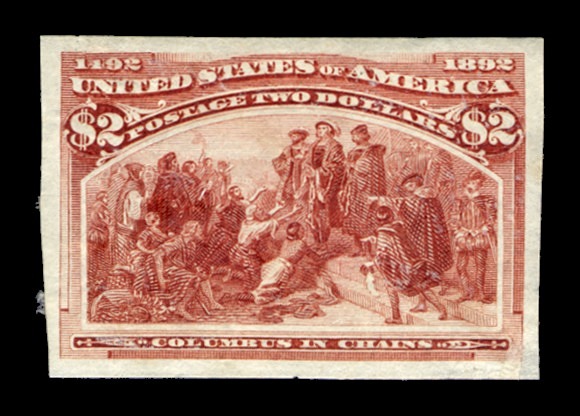 1492 1892
UNITED STATES OF AMERICA
POSTAGE TWO DOLLARS
$2 $2
COLUMBUS IN CHAINS